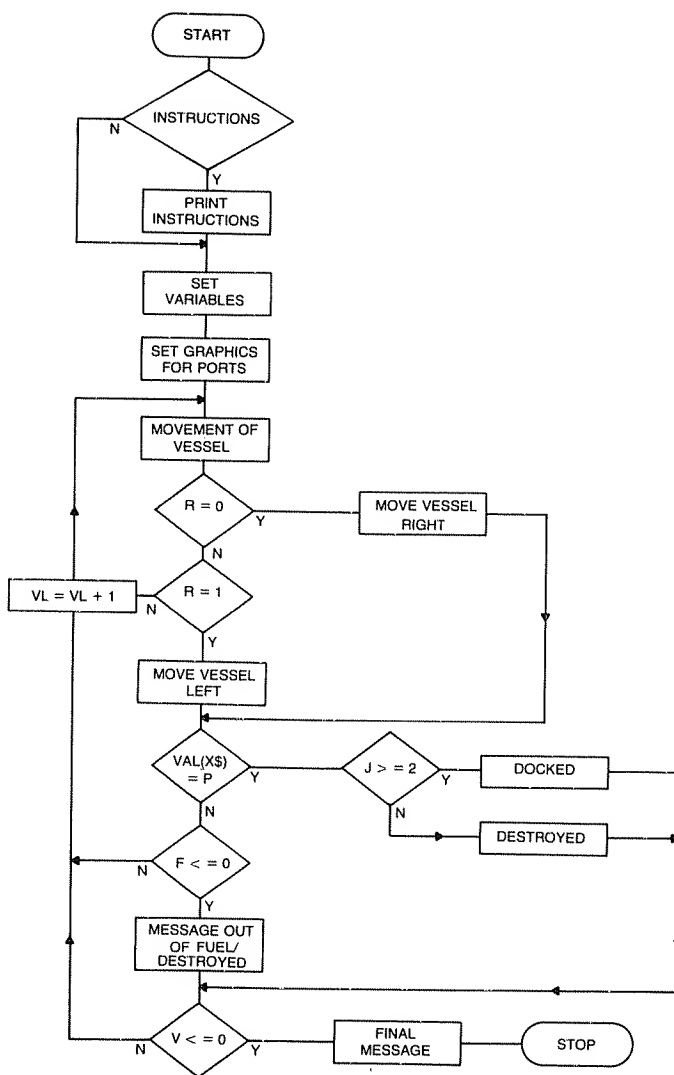 START
INSTRUCTIONS
N
Y
PRINT
INSTRUCTIONS
SET
VARIABLES
SET GRAPHICS
FOR PORTS
MOVEMENT OF
VESSEL
R = 0
Y
MOVE VESSEL
RIGHT
N
VL = VL + 1
N
R = 1
Y
MOVE VESSEL
LEFT
VAL(X$)
= P
Y
J > = 2
Y
DOCKED
N
N
DESTROYED
F < = 0
N
Y
MESSAGE OUT
OF FUEL/
DESTROYED
V < = 0
N
Y
FINAL
MESSAGE
STOP